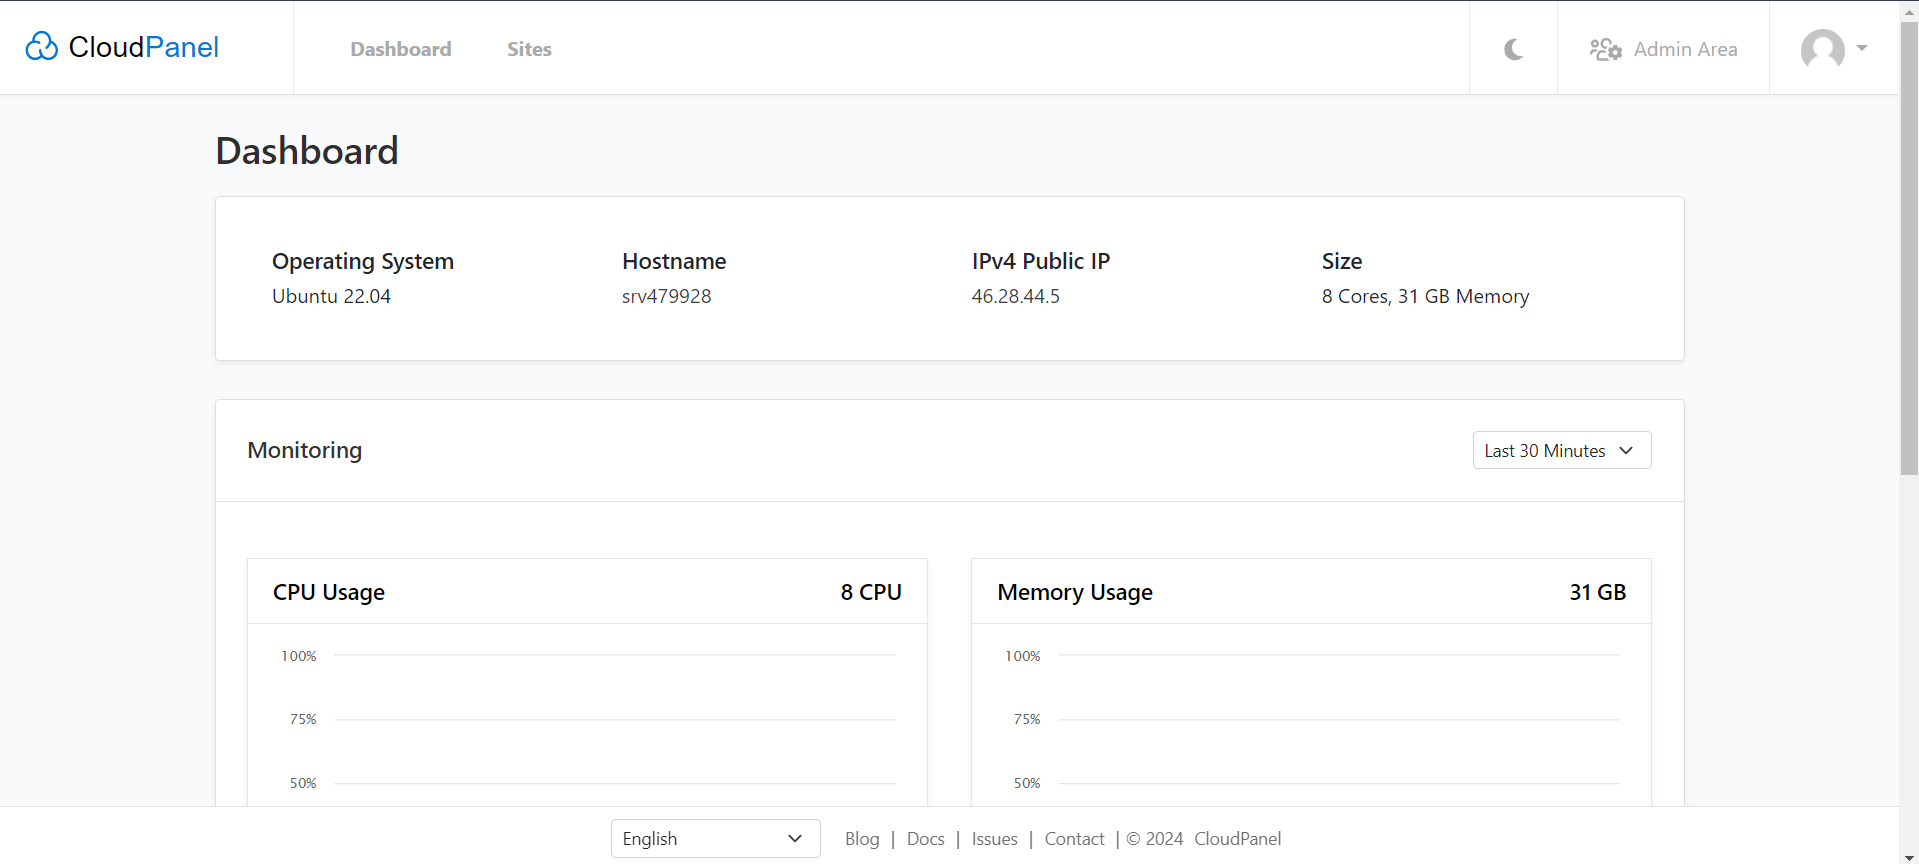 CloudPanel
Dashboard
Sites
Admin Area
Dashboard
Operating System
Ubuntu 22.04
Hostname
srv479928
IPv4 Public IP
46.28.44.5
Size
8 Cores, 31 GB Memory
Monitoring
Last 30 Minutes
CPU Usage
8 CPU
100%
75%
50%
Memory Usage
31 GB
100%
75%
50%
English
Blog | Docs | Issues | Contact | © 2024 CloudPanel